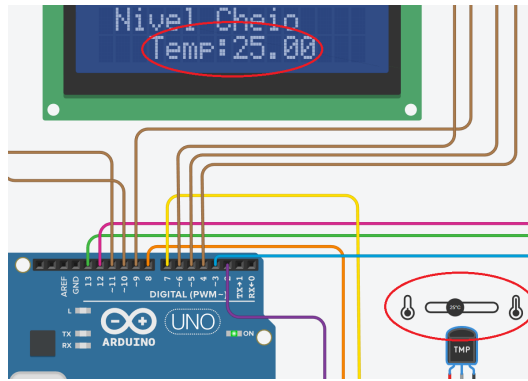 Nivel Cheio
Temp:25.00
AREF
GND
13
12
~11
~10
~9
8
7
~6
~5
4
~3
TX→1
RX←0
DIGITAL (PWM~)
L
TX
RX
ARDUINO
UNO
ON
25°C
TMP